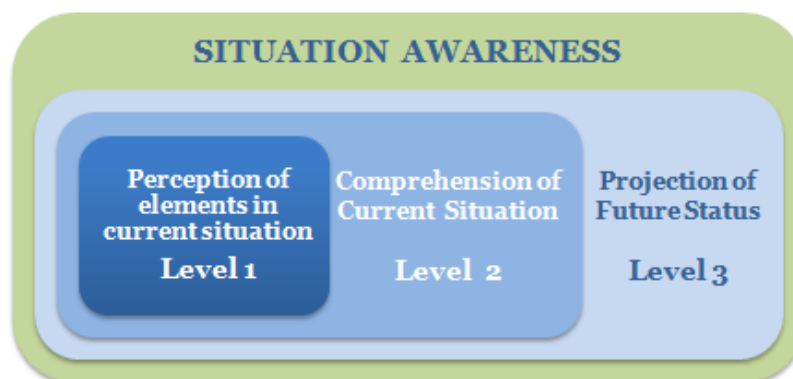 SITUATION AWARENESS
Perception of
elements in
current situation
Level 1
Comprehension of
Current Situation
Level 2
Projection of
Future Status
Level 3